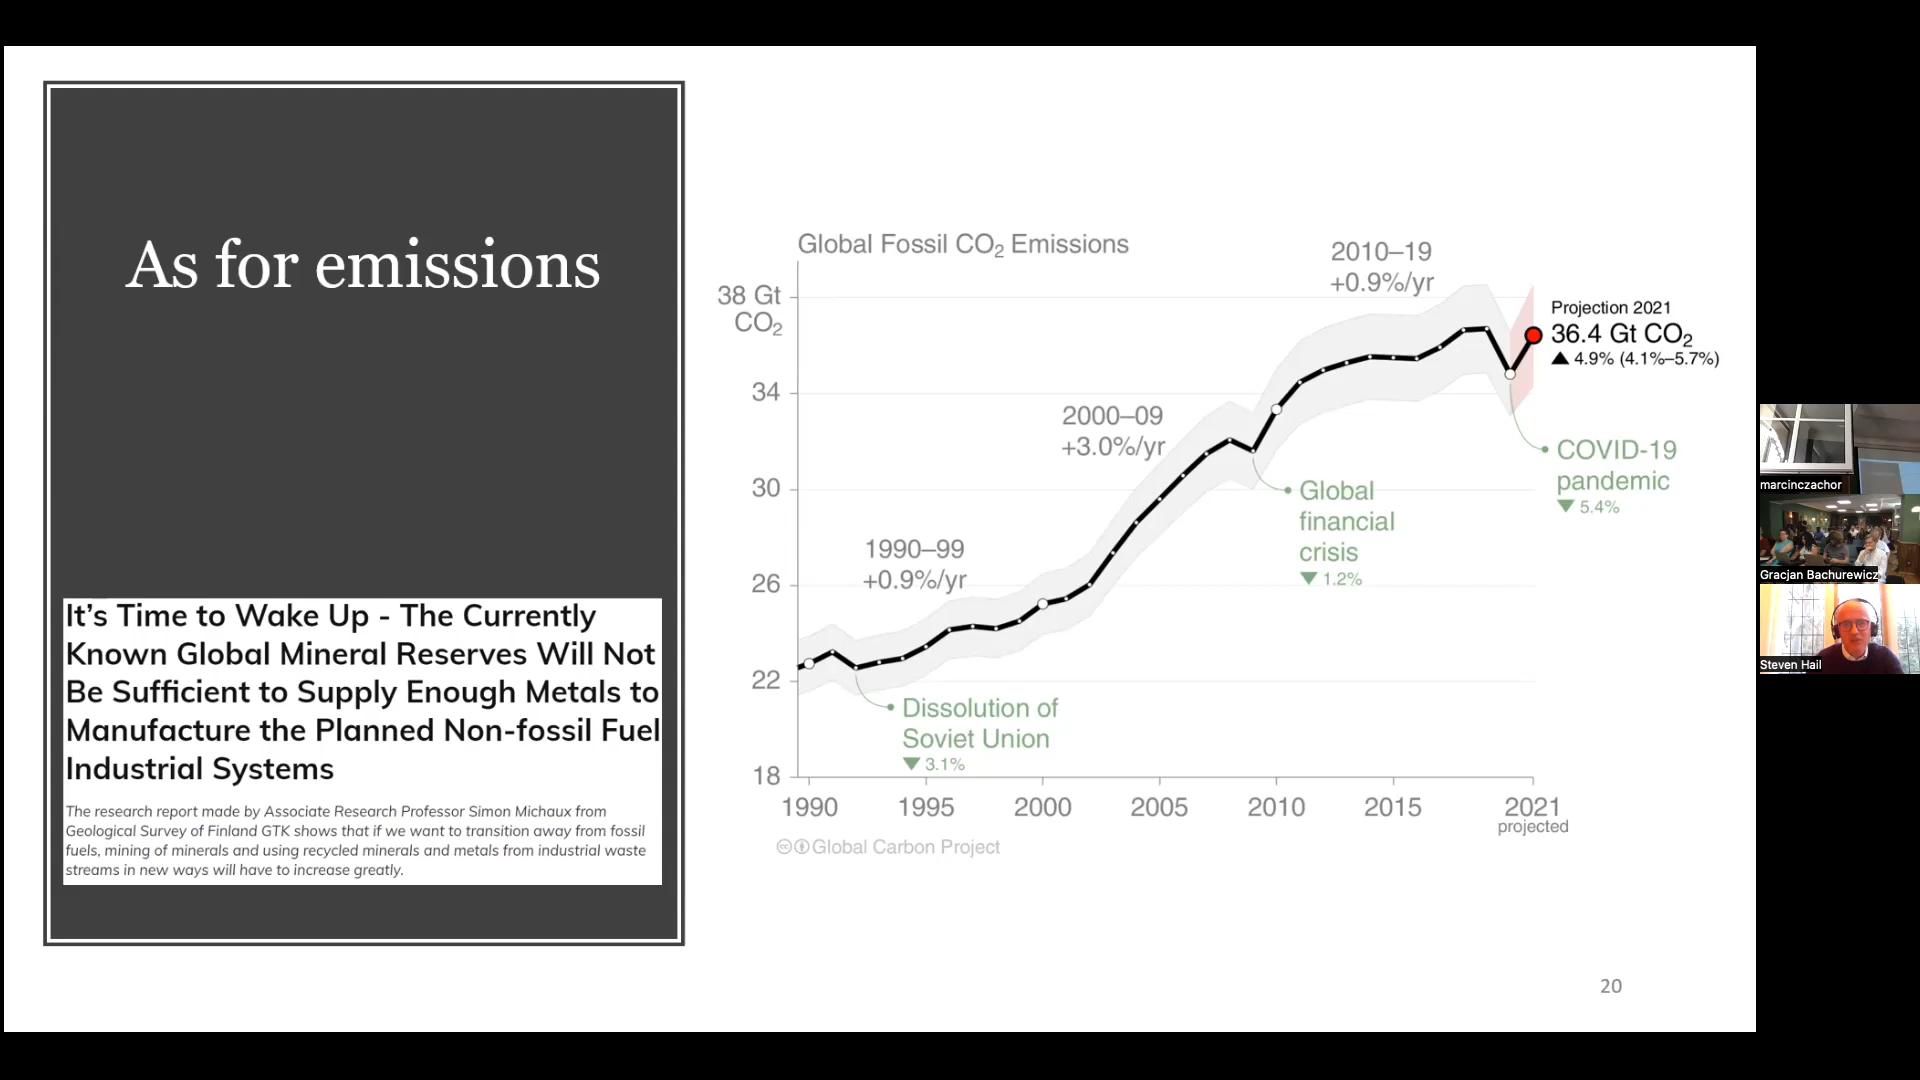 As for emissions
It's Time to Wake Up - The Currently
Known Global Mineral Reserves Will Not
Be Sufficient to Supply Enough Metals to
Manufacture the Planned Non-fossil Fuel
Industrial Systems
The research report made by Associate Research Professor Simon Michaux from
Geological Survey of Finland GTK shows that if we want to transition away from fossil
fuels, mining of minerals and using recycled minerals and metals from industrial waste
streams in new ways will have to increase greatly.
Global Fossil CO₂ Emissions
38 Gt
CO₂
34
30
26
22
18
1990
1995
2000
2005
2010
2015
2021
projected
1990–99
+0.9%/yr
2000–09
+3.0%/yr
2010–19
+0.9%/yr
Projection 2021
36.4 Gt CO₂
▲ 4.9% (4.1%–5.7%)
Dissolution of
Soviet Union
▼ 3.1%
Global
financial
crisis
▼ 1.2%
COVID-19
pandemic
▼ 5.4%
Global Carbon Project
20
marcinczachor
Gracjan Bachurewicz
Steven Hail